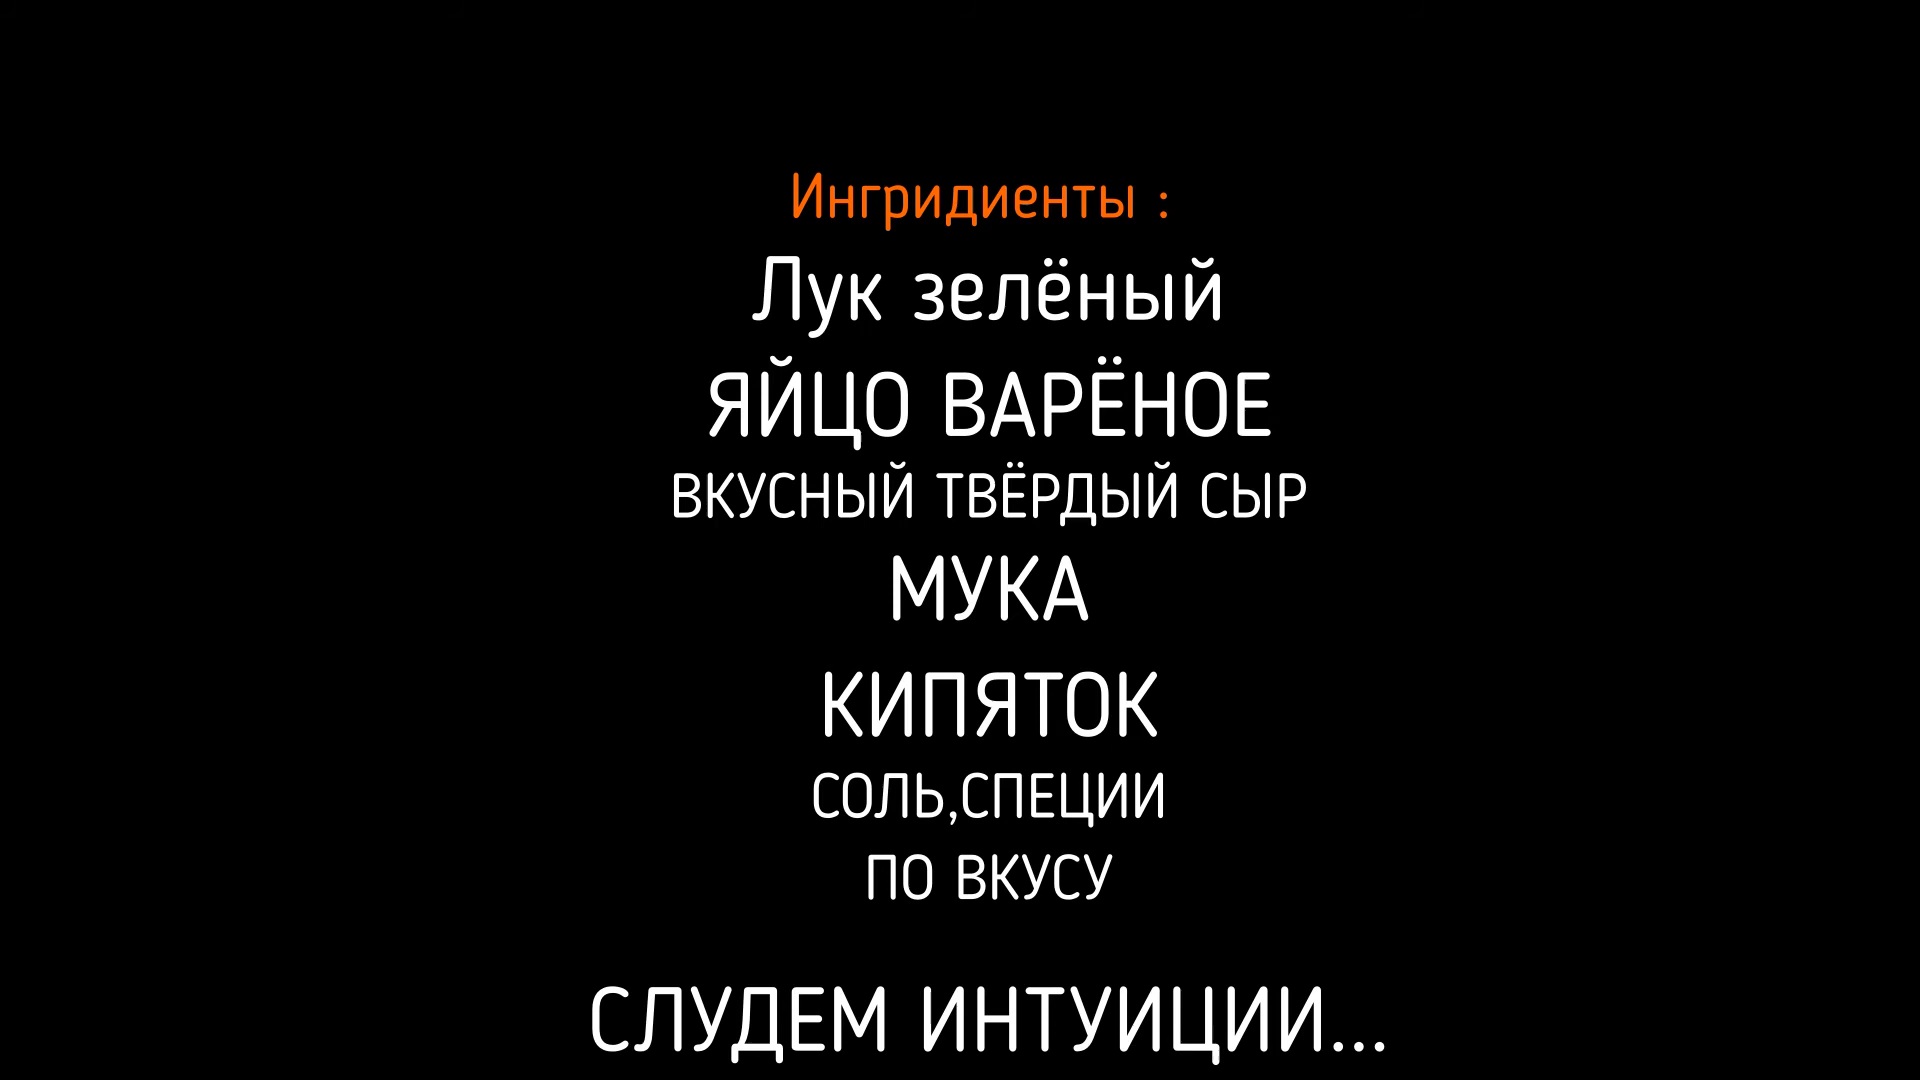 Ингридиенты :
Лук зелёный
ЯЙЦО ВАРЁНОЕ
ВКУСНЫЙ ТВЁРДЫЙ СЫР
МУКА
КИПЯТОК
СОЛЬ,СПЕЦИИ
ПО ВКУСУ
СЛУДЕМ ИНТУИЦИИ...